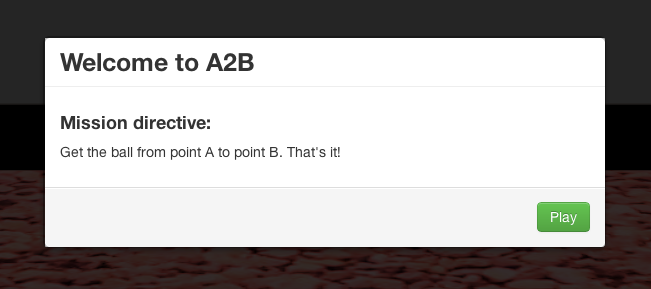 Welcome to A2B
Mission directive:
Get the ball from point A to point B. That's it!
Play